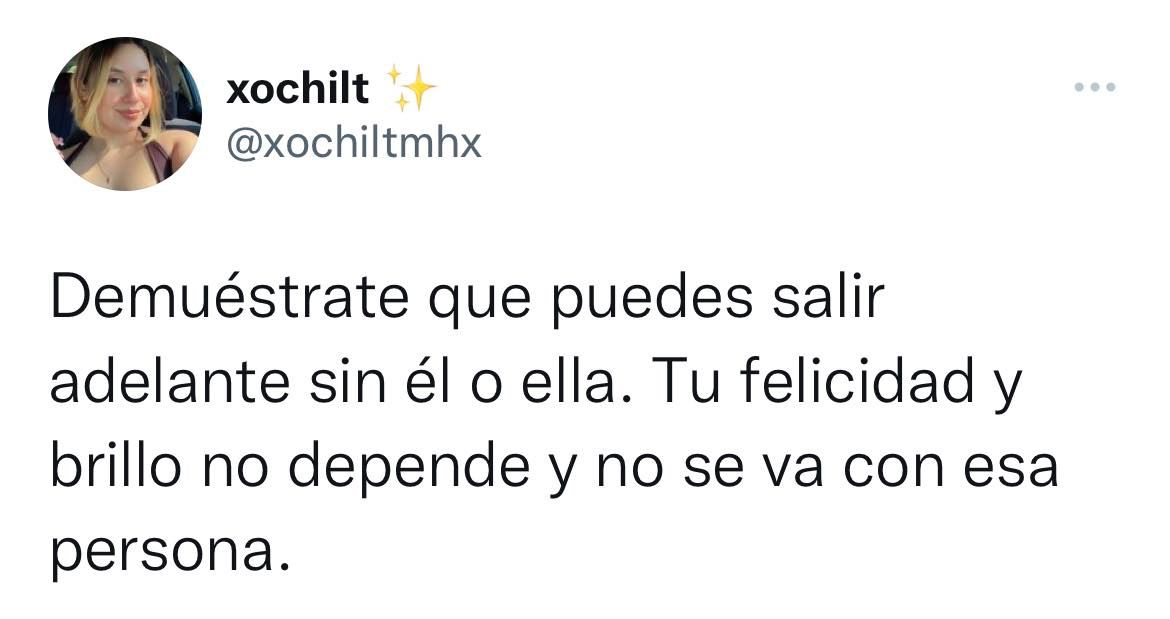 xochilt ✨
@xochiltmhx
Demuéstrate que puedes salir
adelante sin él o ella. Tu felicidad y
brillo no depende y no se va con esa
persona.